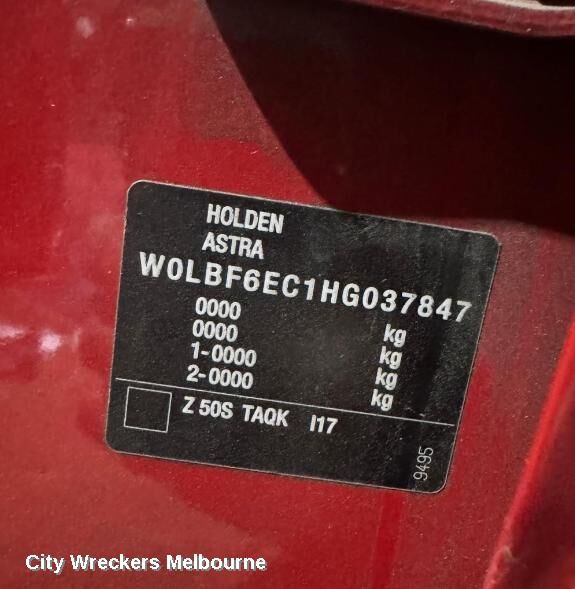 HOLDEN
ASTRA
W0LBF6EC1HG037847
0000 kg
0000 kg
1-0000 kg
2-0000 kg
Z 50S TAQK I17
9495
City Wreckers Melbourne